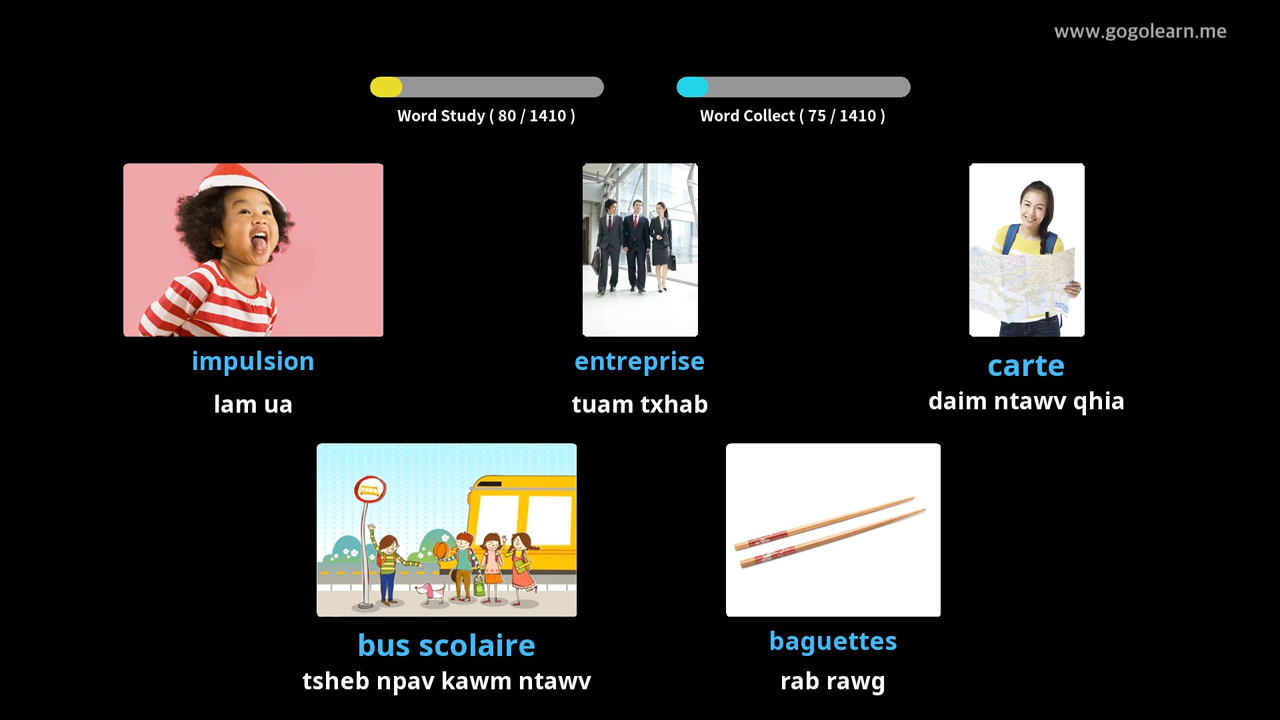 www.gogolearn.me
Word Study ( 80 / 1410 )
Word Collect ( 75 / 1410 )
impulsion
lam ua
entreprise
tuam txhab
carte
daim ntawv qhia
bus scolaire
tsheb npav kawm ntawv
baguettes
rab rawg